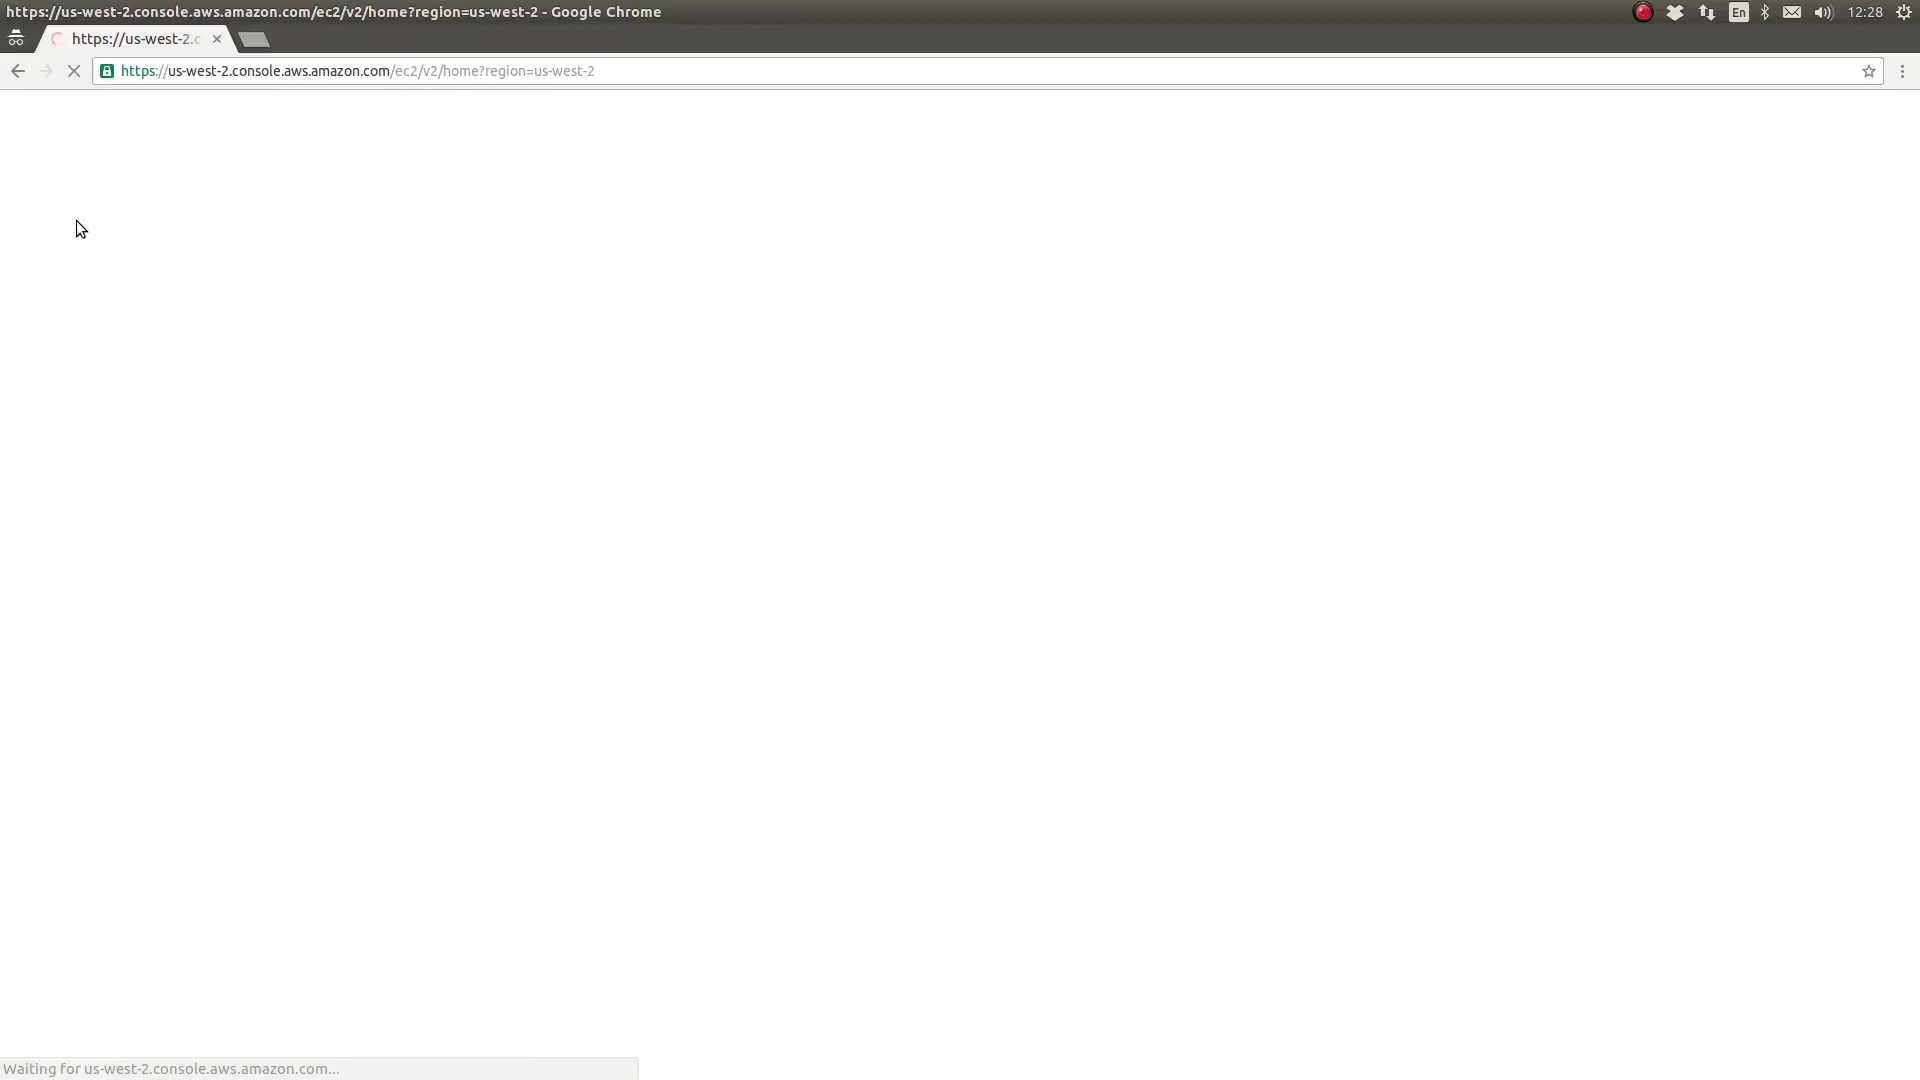 https://us-west-2.console.aws.amazon.com/ec2/v2/home?region=us-west-2 - Google Chrome
En
12:28
https://us-west-2.c
https://us-west-2.console.aws.amazon.com/ec2/v2/home?region=us-west-2
Waiting for us-west-2.console.aws.amazon.com...